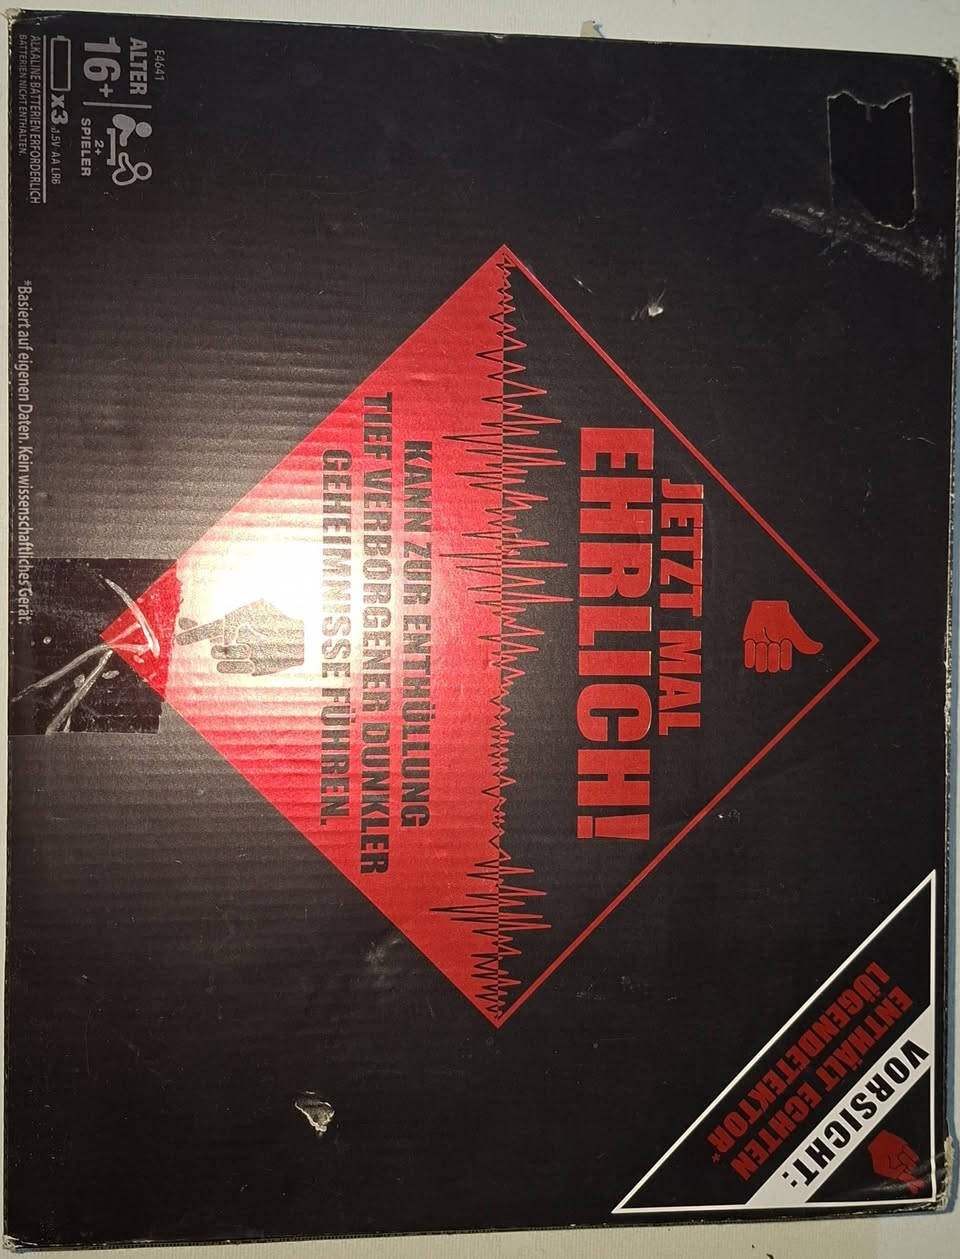 VORSICHT:
ENTHÄLT ECHTEN
LÜGENDETEKTOR*
JETZT MAL
EHRLICH!
KANN ZUR ENTHÜLLUNG
TIEF VERBORGENER DUNKLER
GEHEIMNISSE FÜHREN.
E4641
ALTER
16+
2+
SPIELER
x3 1.5V AA LR6
ALKALINE BATTERIEN ERFORDERLICH
BATTERIEN NICHT ENTHALTEN.
*Basiert auf eigenen Daten. Kein wissenschaftliches Gerät.